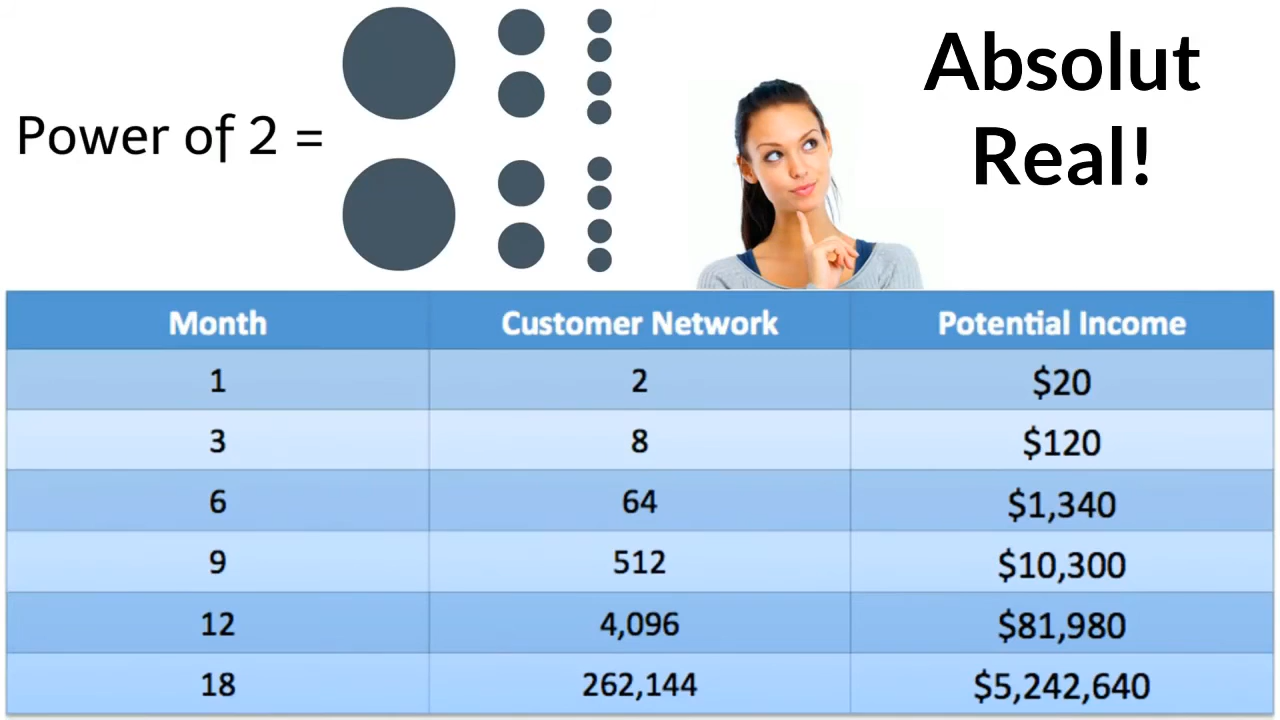 Power of 2 =
Absolut
Real!
Month Customer Network Potential Income
1 2 $20
3 8 $120
6 64 $1,340
9 512 $10,300
12 4,096 $81,980
18 262,144 $5,242,640